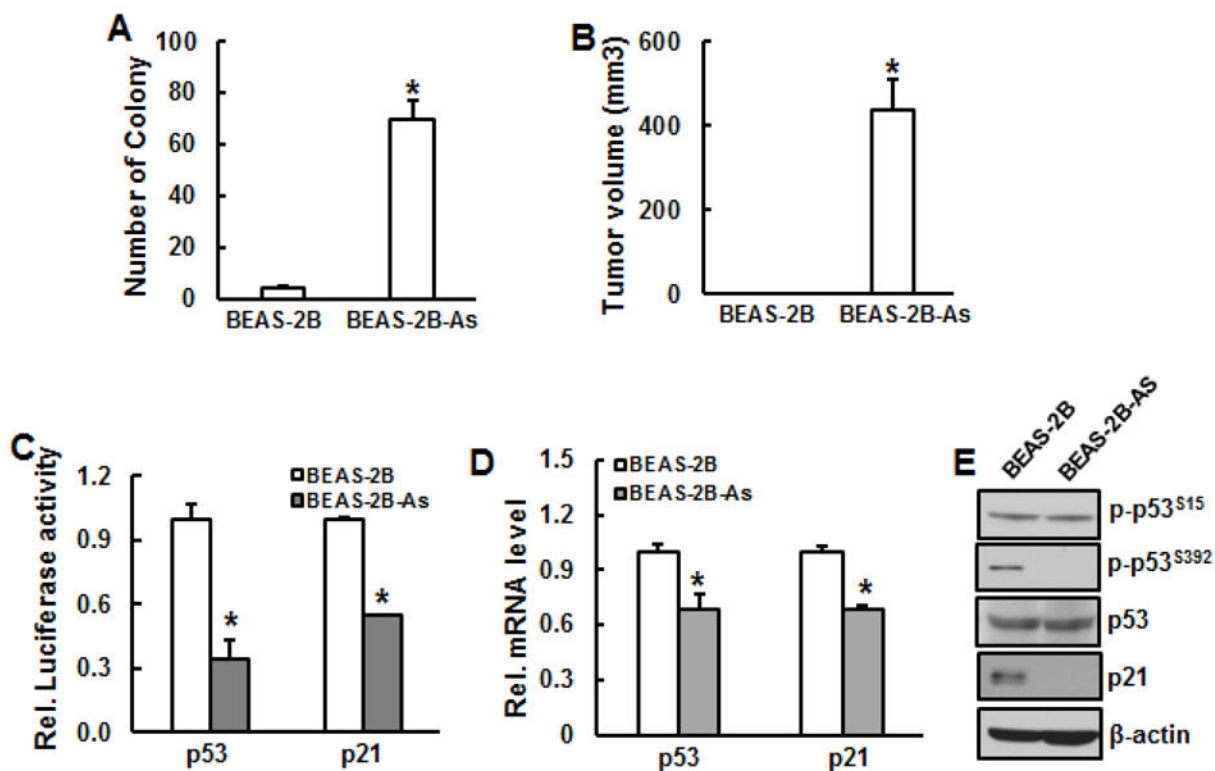 A
Number of Colony
100
80
60
40
20
0
*
BEAS-2B BEAS-2B-As
B
Tumor volume (mm3)
600
400
200
0
*
BEAS-2B BEAS-2B-As
C
Rel. Luciferase activity
1.2
0.9
0.6
0.3
0.0
BEAS-2B
BEAS-2B-As
*
*
p53 p21
D
Rel. mRNA level
1.5
1.2
0.9
0.6
0.3
0
BEAS-2B
BEAS-2B-As
*
*
p53 p21
E
BEAS-2B
BEAS-2B-AS
p-p53S15
p-p53S392
p53
p21
β-actin